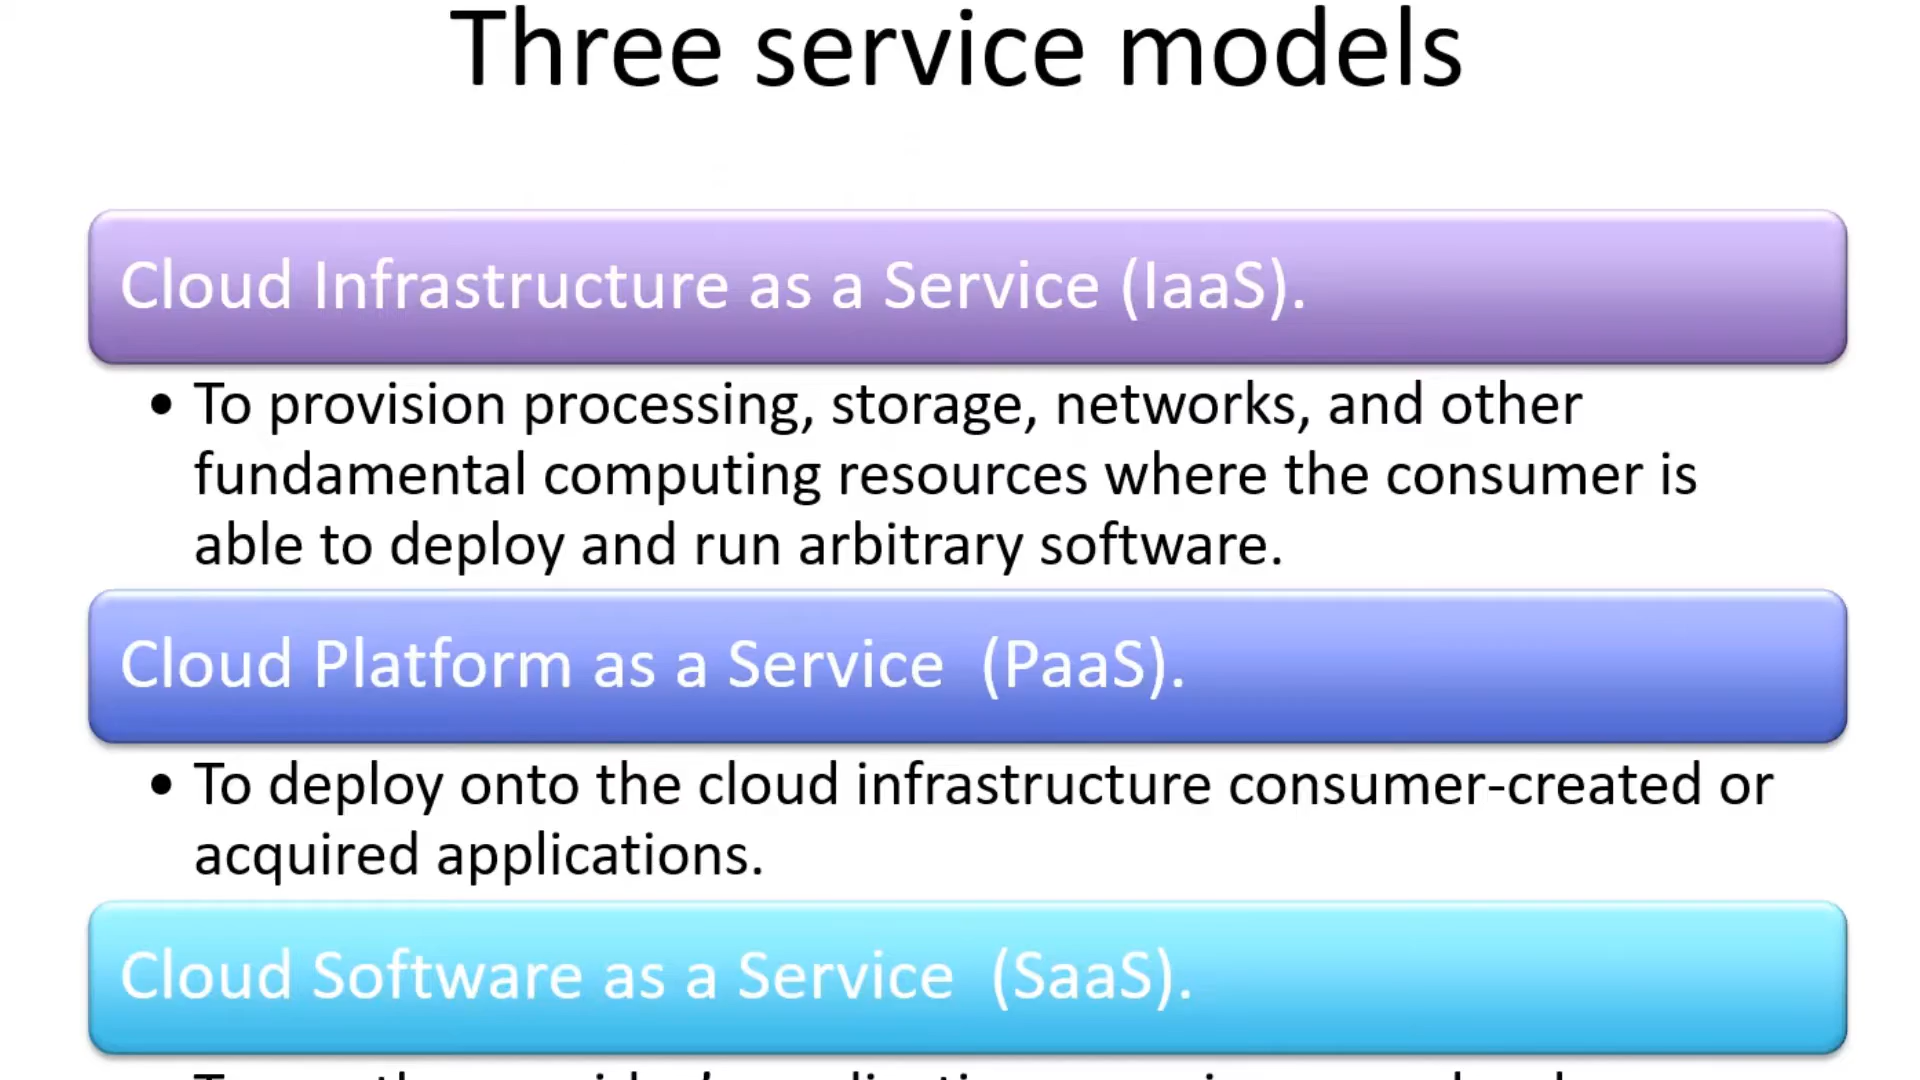 Three service models
Cloud Infrastructure as a Service (IaaS).
• To provision processing, storage, networks, and other
fundamental computing resources where the consumer is
able to deploy and run arbitrary software.
Cloud Platform as a Service  (PaaS).
• To deploy onto the cloud infrastructure consumer-created or
acquired applications.
Cloud Software as a Service  (SaaS).